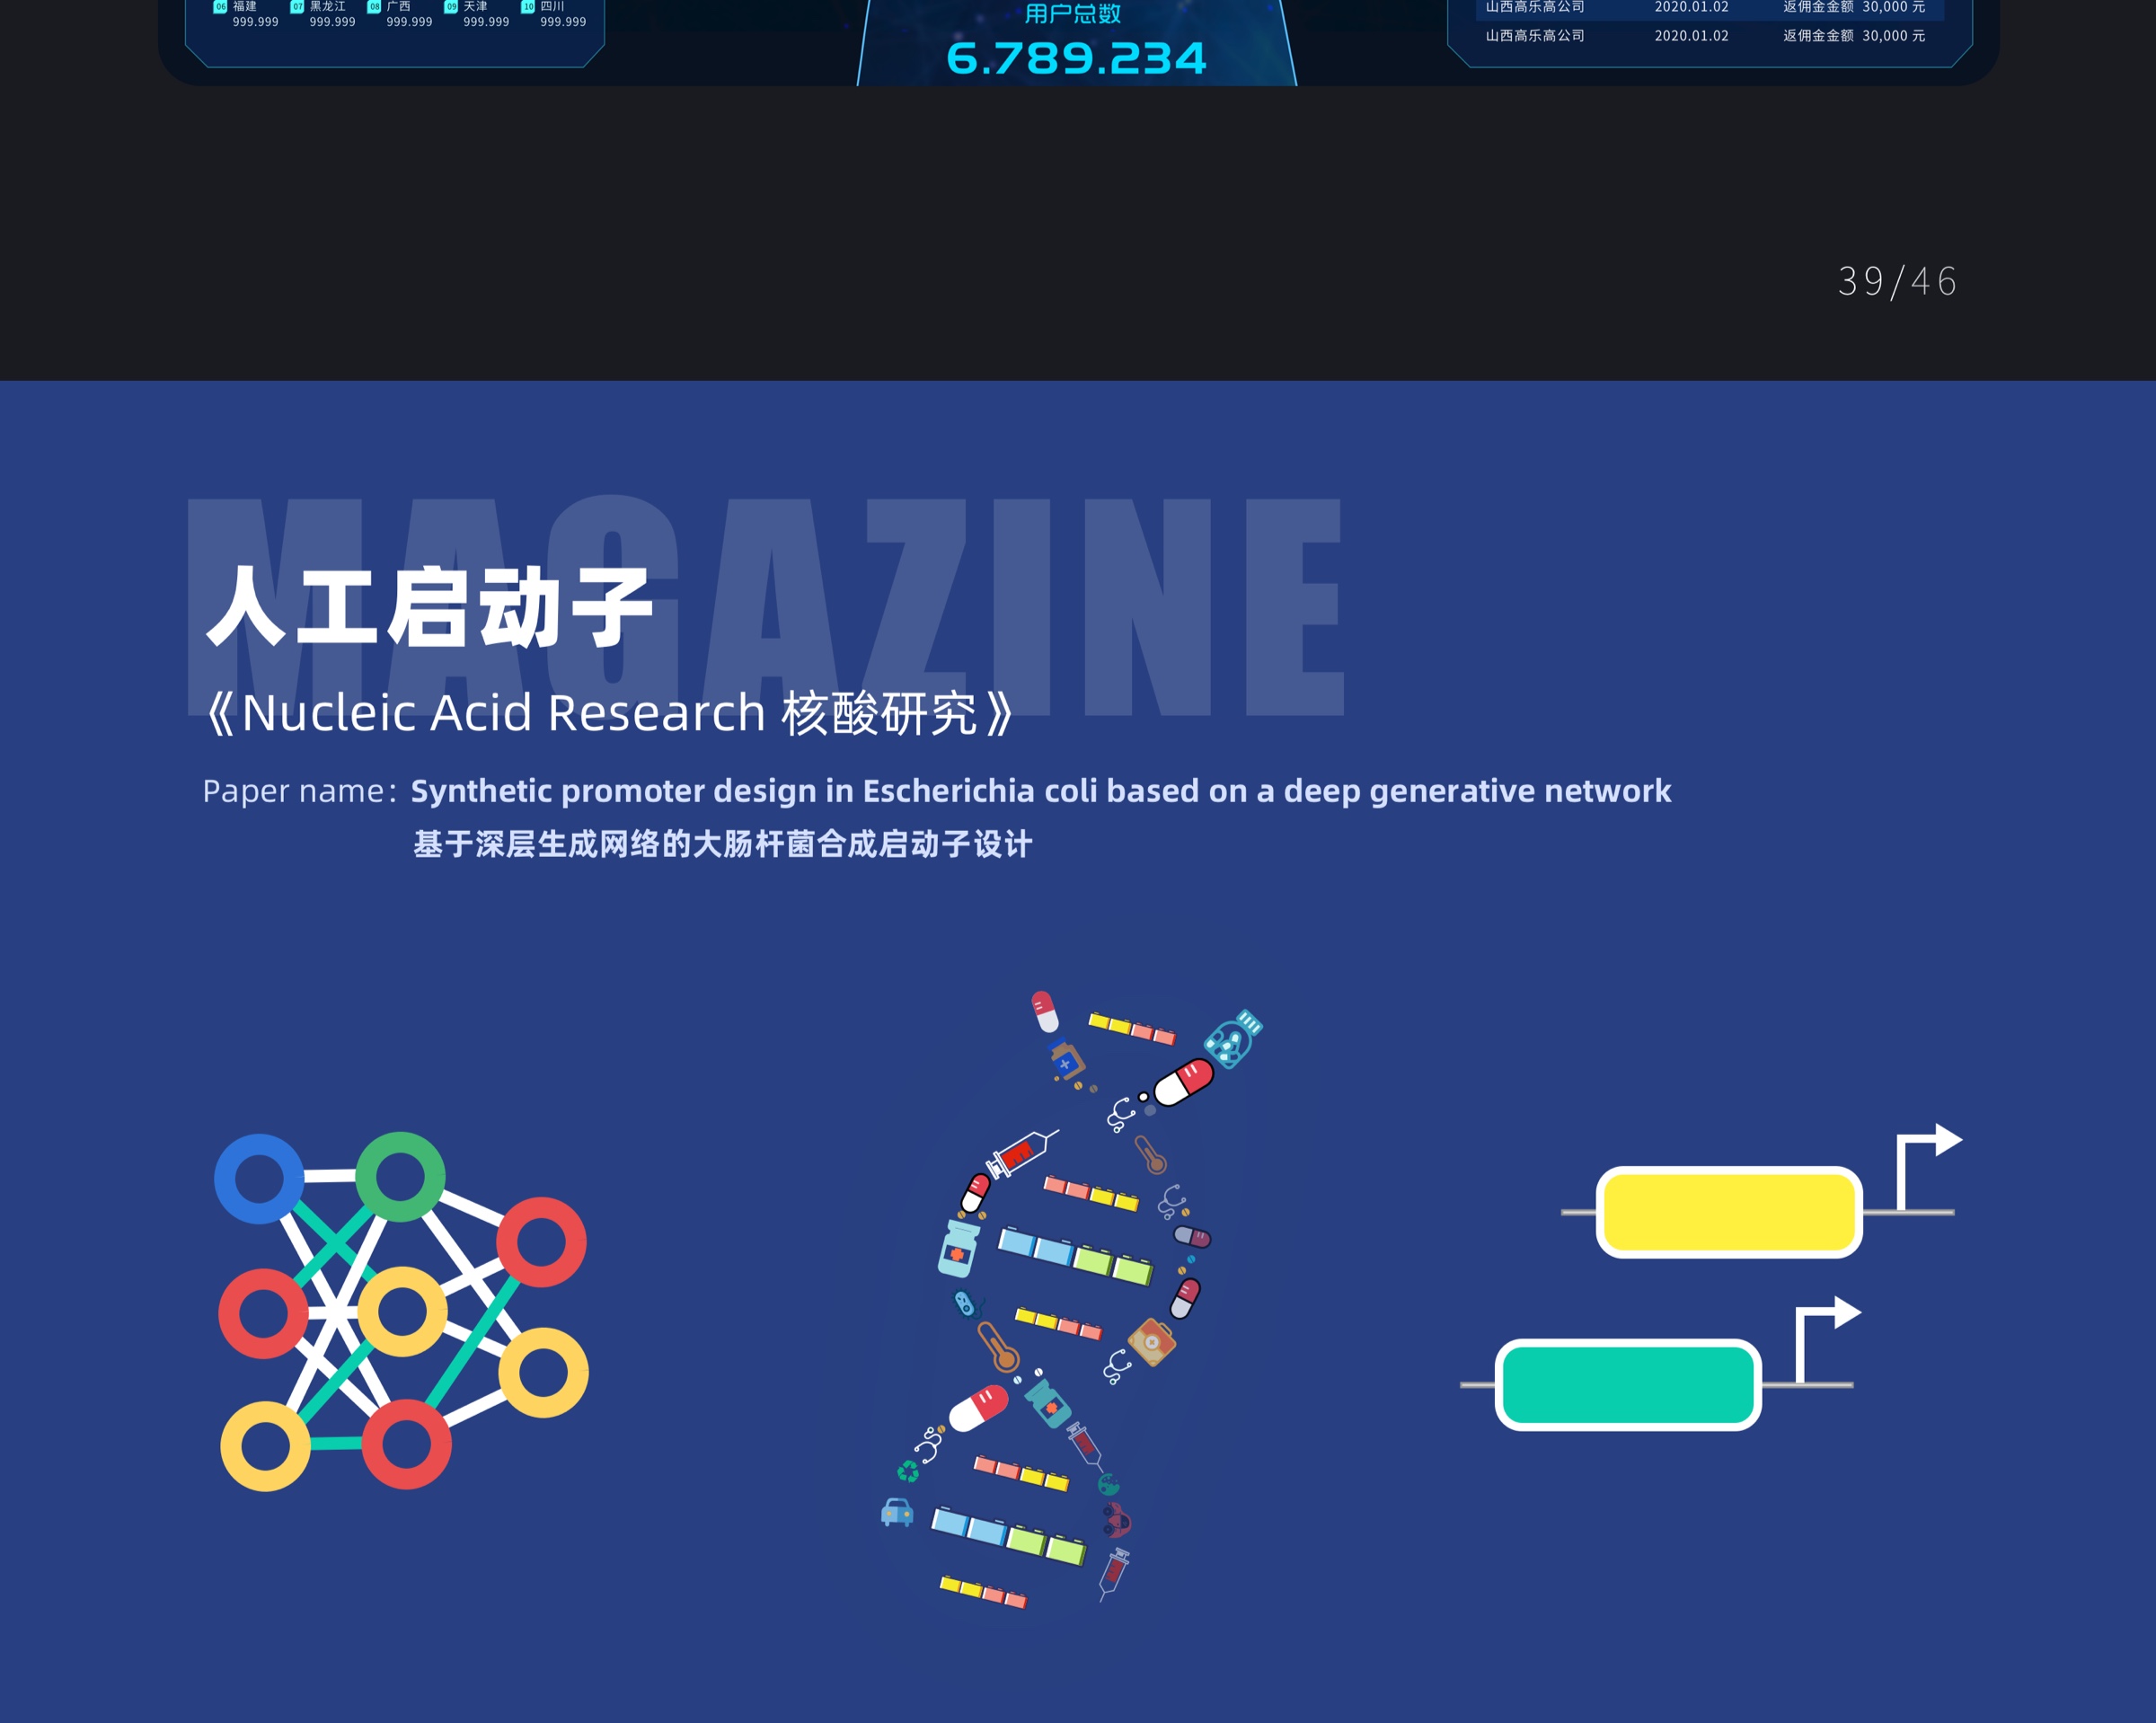 06 福建 07 黑龙江 08 广西 09 天津 10 四川
999.999 999.999 999.999 999.999 999.999
用户总数
6.789.234
山西高乐高公司 2020.01.02 返佣金金额 30,000 元
山西高乐高公司 2020.01.02 返佣金金额 30,000 元
39/46
MAGAZINE
人工启动子
《Nucleic Acid Research 核酸研究》
Paper name: Synthetic promoter design in Escherichia coli based on a deep generative network
基于深层生成网络的大肠杆菌合成启动子设计